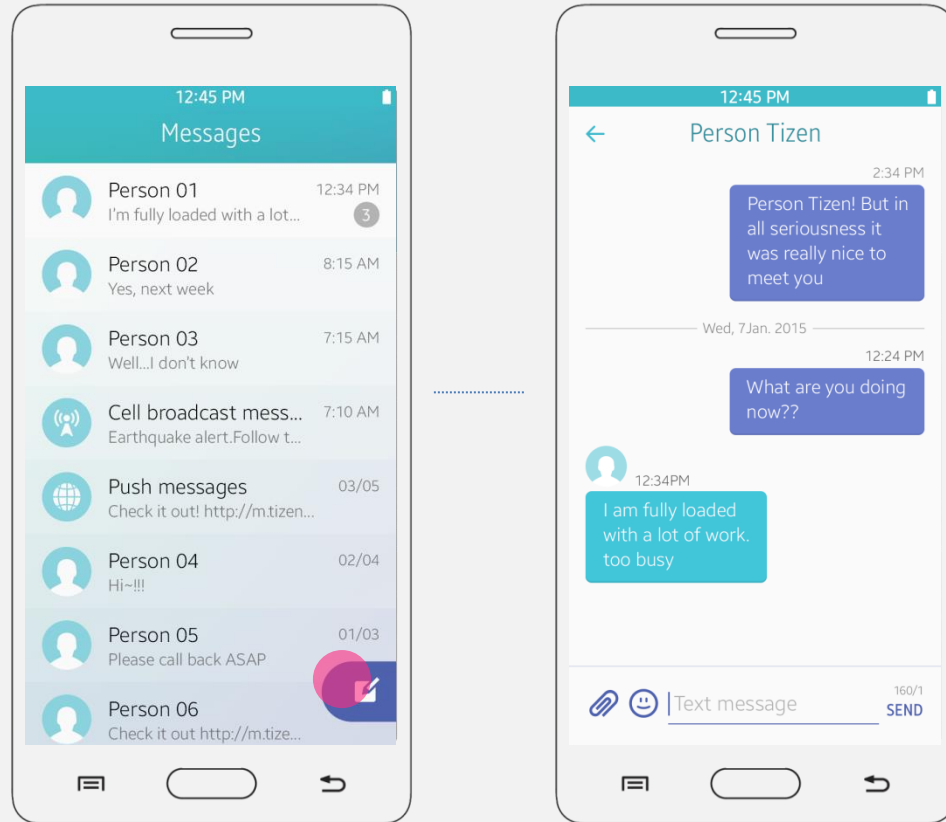 12:45 PM
Messages
Person 01 12:34 PM
I'm fully loaded with a lot... 3
Person 02 8:15 AM
Yes, next week
Person 03 7:15 AM
Well...I don't know
Cell broadcast mess... 7:10 AM
Earthquake alert.Follow t...
Push messages 03/05
Check it out! http://m.tizen...
Person 04 02/04
Hi~!!!
Person 05 01/03
Please call back ASAP
Person 06
Check it out http://m.tize...
12:45 PM
Person Tizen
2:34 PM
Person Tizen! But in
all seriousness it
was really nice to
meet you
Wed, 7Jan. 2015
12:24 PM
What are you doing
now??
12:34PM
I am fully loaded
with a lot of work.
too busy
Text message
160/1
SEND